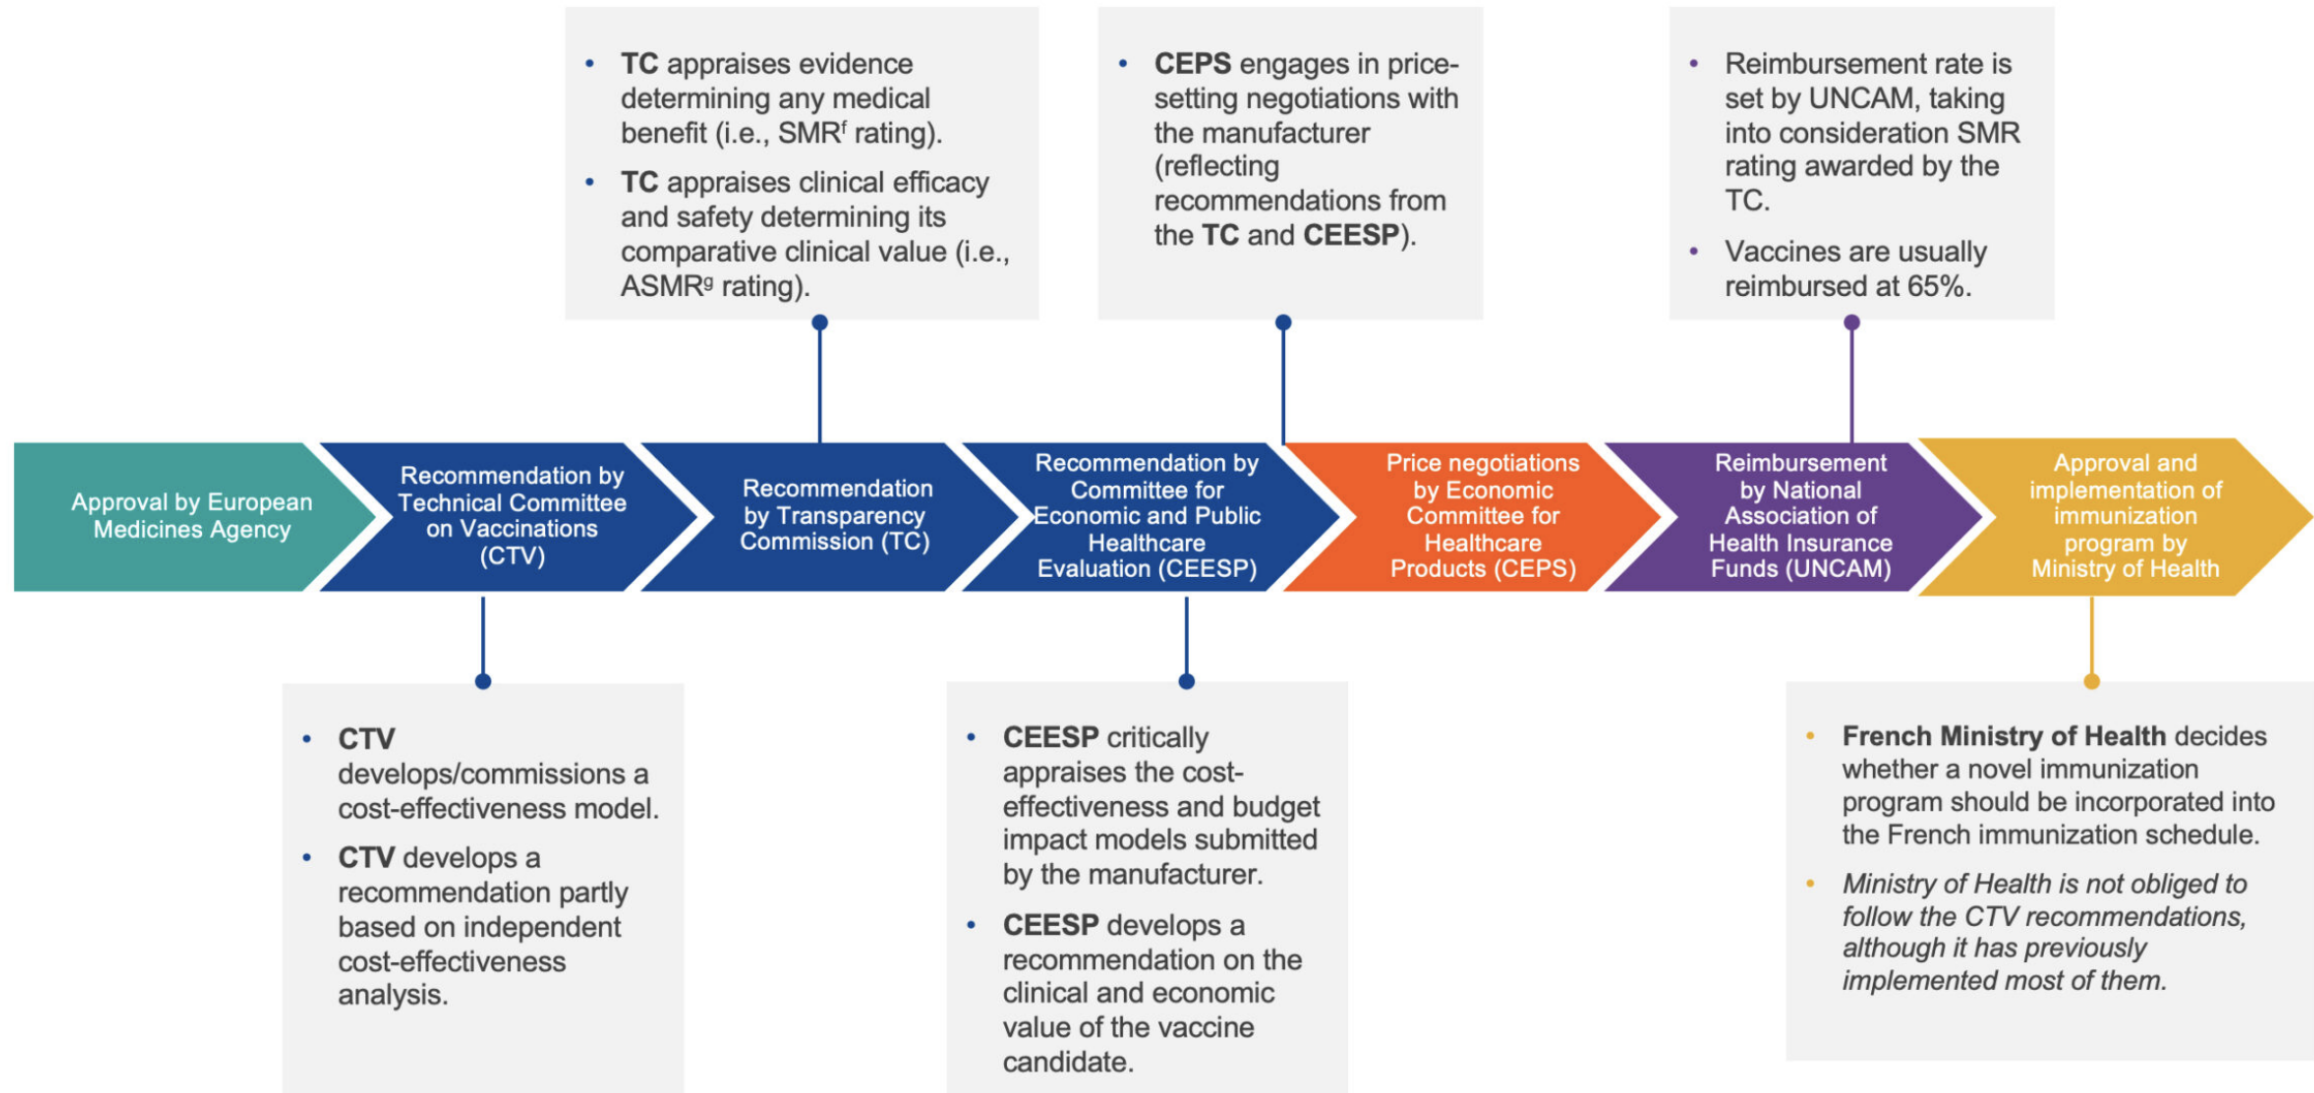 • TC appraises evidence
determining any medical
benefit (i.e., SMRᶠ rating).
• TC appraises clinical efficacy
and safety determining its
comparative clinical value (i.e.,
ASMRᵍ rating).
• CEPS engages in price-
setting negotiations with
the manufacturer
(reflecting
recommendations from
the TC and CEESP).
• Reimbursement rate is
set by UNCAM, taking
into consideration SMR
rating awarded by the
TC.
• Vaccines are usually
reimbursed at 65%.
Approval by European
Medicines Agency
Recommendation by
Technical Committee
on Vaccinations
(CTV)
Recommendation
by Transparency
Commission (TC)
Recommendation by
Committee for
Economic and Public
Healthcare
Evaluation (CEESP)
Price negotiations
by Economic
Committee for
Healthcare
Products (CEPS)
Reimbursement
by National
Association of
Health Insurance
Funds (UNCAM)
Approval and
implementation of
immunization
program by
Ministry of Health
• CTV
develops/commissions a
cost-effectiveness model.
• CTV develops a
recommendation partly
based on independent
cost-effectiveness
analysis.
• CEESP critically
appraises the cost-
effectiveness and budget
impact models submitted
by the manufacturer.
• CEESP develops a
recommendation on the
clinical and economic
value of the vaccine
candidate.
• French Ministry of Health decides
whether a novel immunization
program should be incorporated into
the French immunization schedule.
• Ministry of Health is not obliged to
follow the CTV recommendations,
although it has previously
implemented most of them.